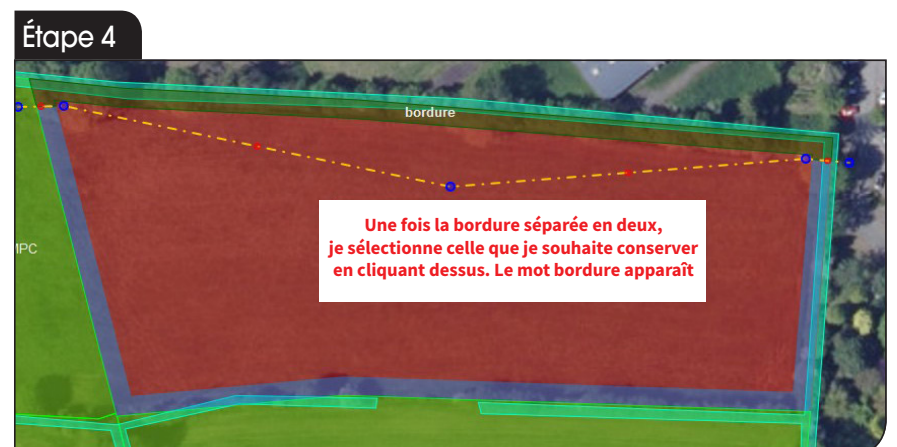 Étape 4
bordure
Une fois la bordure séparée en deux,
je sélectionne celle que je souhaite conserver
en cliquant dessus. Le mot bordure apparaît